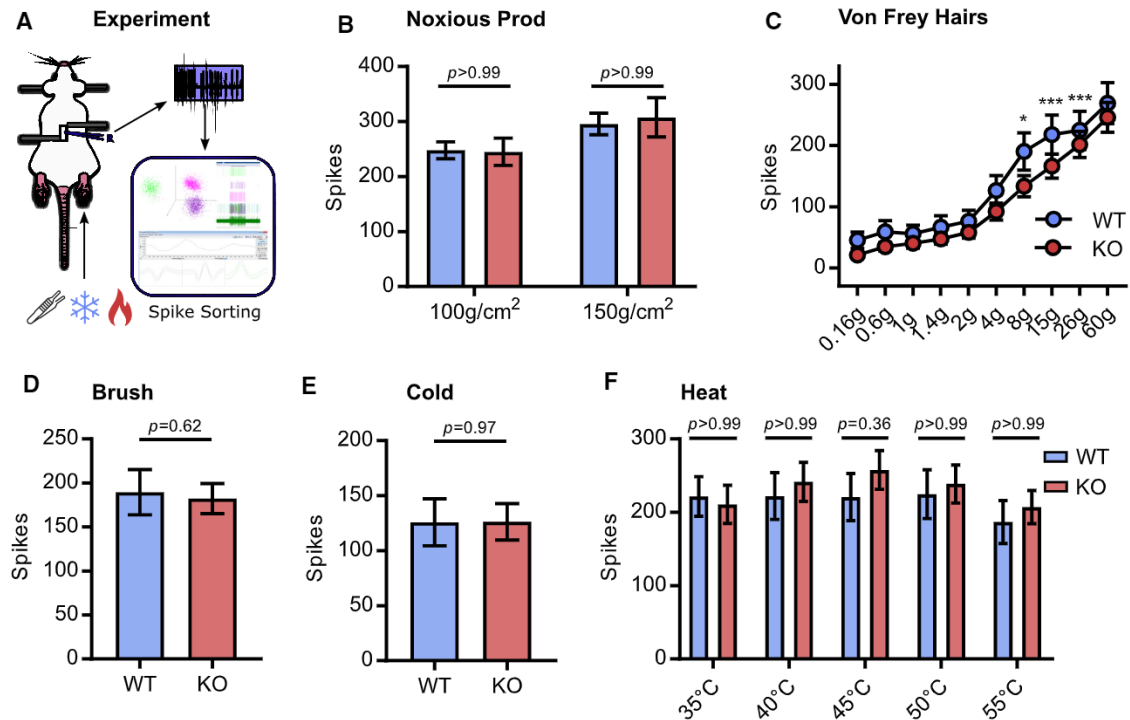 A Experiment
Spike Sorting
B Noxious Prod
Spikes
400
300
200
100
0
p>0.99
p>0.99
100g/cm²
150g/cm²
C Von Frey Hairs
Spikes
300
200
100
0
*
***
***
WT
KO
0.16g
0.6g
1g
1.4g
2g
4g
8g
15g
26g
60g
D Brush
Spikes
250
200
150
100
50
0
p=0.62
WT
KO
E Cold
Spikes
200
150
100
50
0
p=0.97
WT
KO
F Heat
Spikes
300
200
100
0
p>0.99
p>0.99
p=0.36
p>0.99
p>0.99
WT
KO
35°C
40°C
45°C
50°C
55°C